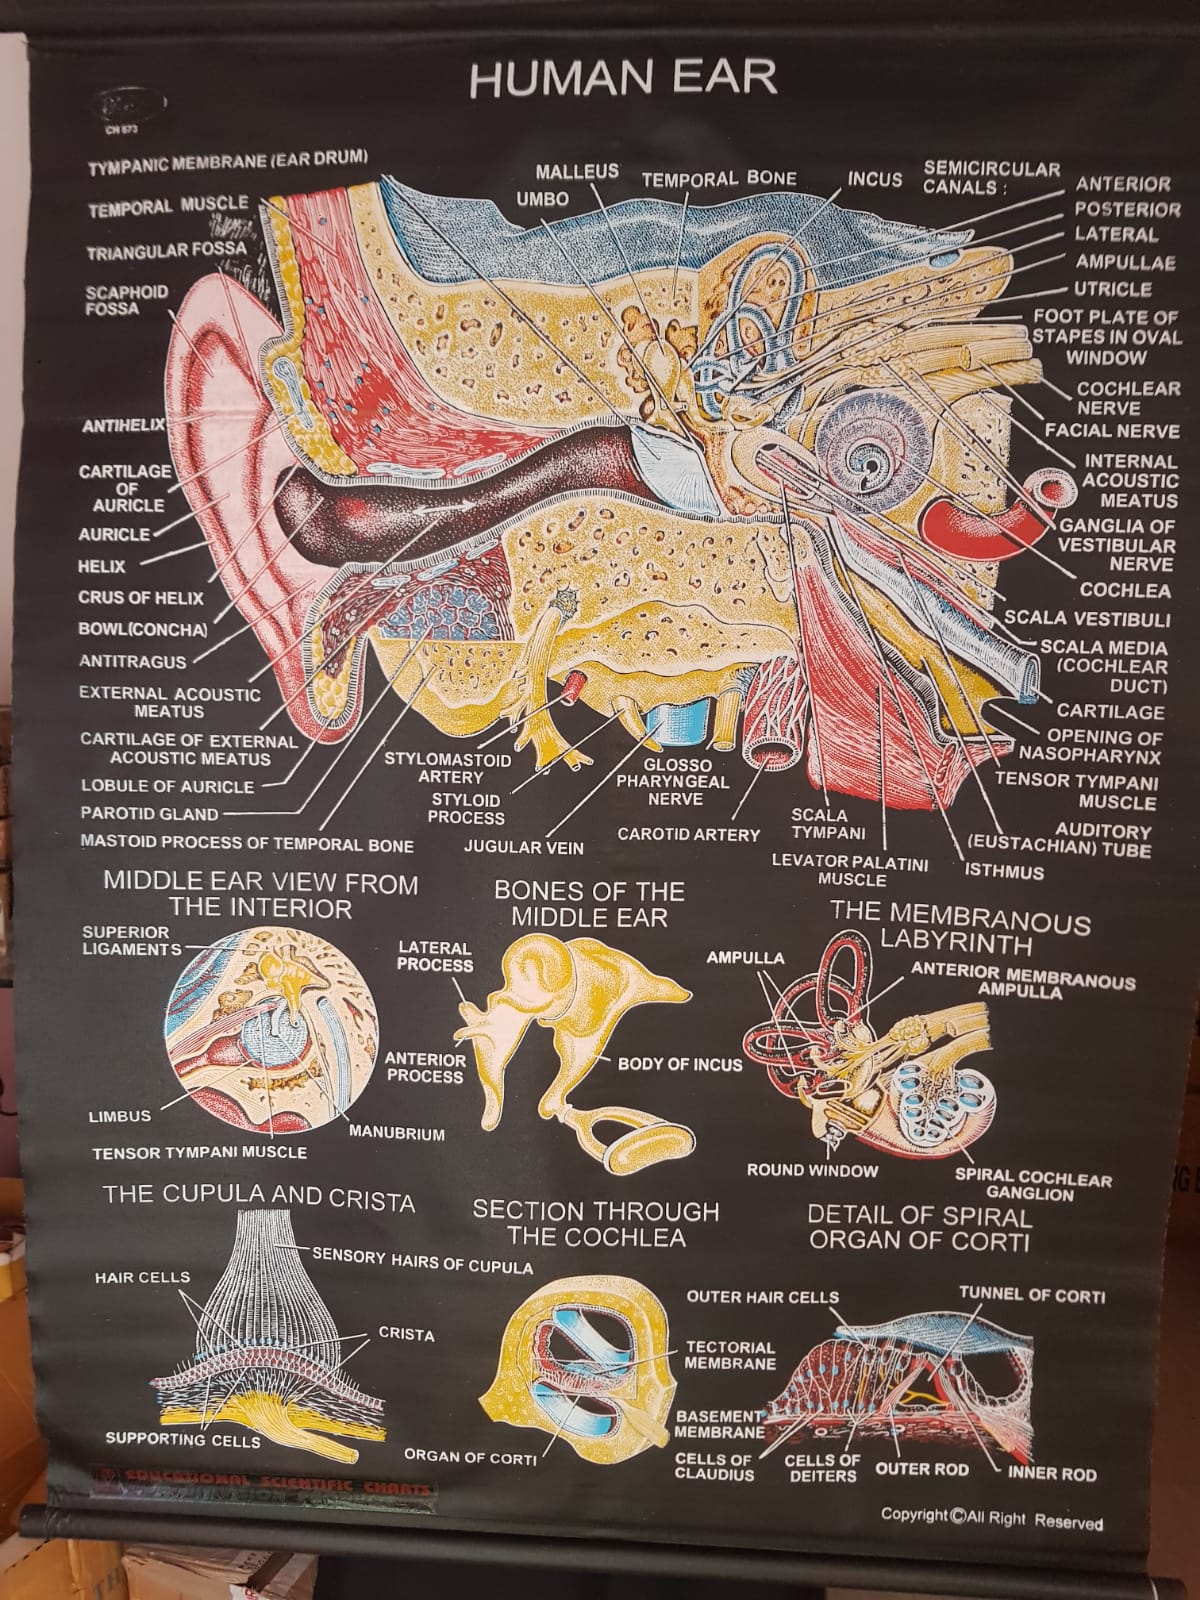 HUMAN EAR
CH 573
TYMPANIC MEMBRANE (EAR DRUM)
TEMPORAL MUSCLE
TRIANGULAR FOSSA
SCAPHOID
FOSSA
ANTIHELIX
CARTILAGE
OF
AURICLE
AURICLE
HELIX
CRUS OF HELIX
BOWL(CONCHA)
ANTITRAGUS
EXTERNAL ACOUSTIC
MEATUS
CARTILAGE OF EXTERNAL
ACOUSTIC MEATUS
LOBULE OF AURICLE
PAROTID GLAND
MASTOID PROCESS OF TEMPORAL BONE
MALLEUS
UMBO
TEMPORAL BONE
INCUS
SEMICIRCULAR
CANALS :
ANTERIOR
POSTERIOR
LATERAL
AMPULLAE
UTRICLE
FOOT PLATE OF
STAPES IN OVAL
WINDOW
COCHLEAR
NERVE
FACIAL NERVE
INTERNAL
ACOUSTIC
MEATUS
GANGLIA OF
VESTIBULAR
NERVE
COCHLEA
SCALA VESTIBULI
SCALA MEDIA
(COCHLEAR
DUCT)
CARTILAGE
OPENING OF
NASOPHARYNX
TENSOR TYMPANI
MUSCLE
AUDITORY
(EUSTACHIAN) TUBE
ISTHMUS
STYLOMASTOID
ARTERY
STYLOID
PROCESS
JUGULAR VEIN
GLOSSO
PHARYNGEAL
NERVE
CAROTID ARTERY
SCALA
TYMPANI
LEVATOR PALATINI
MUSCLE
MIDDLE EAR VIEW FROM
THE INTERIOR
SUPERIOR
LIGAMENTS
LIMBUS
MANUBRIUM
TENSOR TYMPANI MUSCLE
BONES OF THE
MIDDLE EAR
LATERAL
PROCESS
ANTERIOR
PROCESS
BODY OF INCUS
THE MEMBRANOUS
LABYRINTH
AMPULLA
ANTERIOR MEMBRANOUS
AMPULLA
ROUND WINDOW
SPIRAL COCHLEAR
GANGLION
THE CUPULA AND CRISTA
SENSORY HAIRS OF CUPULA
HAIR CELLS
CRISTA
SUPPORTING CELLS
SECTION THROUGH
THE COCHLEA
TECTORIAL
MEMBRANE
ORGAN OF CORTI
DETAIL OF SPIRAL
ORGAN OF CORTI
OUTER HAIR CELLS
TUNNEL OF CORTI
BASEMENT
MEMBRANE
CELLS OF
CLAUDIUS
CELLS OF
DEITERS
OUTER ROD
INNER ROD
EDUCATIONAL SCIENTIFIC CHARTS
Copyright©All Right Reserved